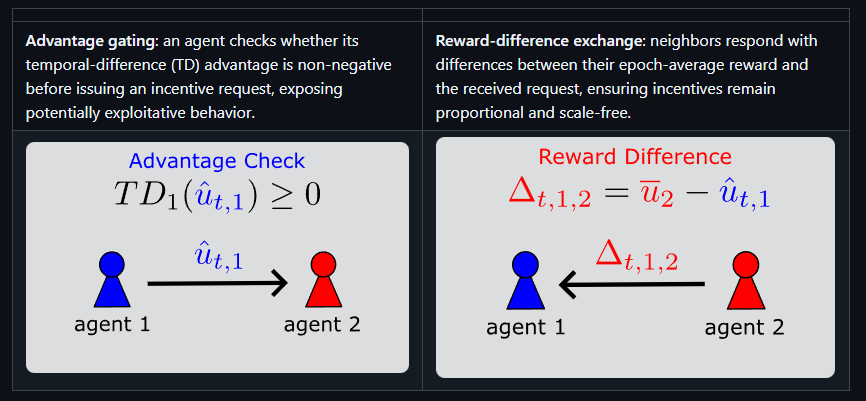 Advantage gating: an agent checks whether its
temporal-difference (TD) advantage is non-negative
before issuing an incentive request, exposing
potentially exploitative behavior.
Advantage Check
TD₁(û_{t,1}) ≥ 0
û_{t,1}
agent 1
agent 2
Reward-difference exchange: neighbors respond with
differences between their epoch-average reward and
the received request, ensuring incentives remain
proportional and scale-free.
Reward Difference
Δ_{t,1,2} = u̅₂ − û_{t,1}
Δ_{t,1,2}
agent 1
agent 2